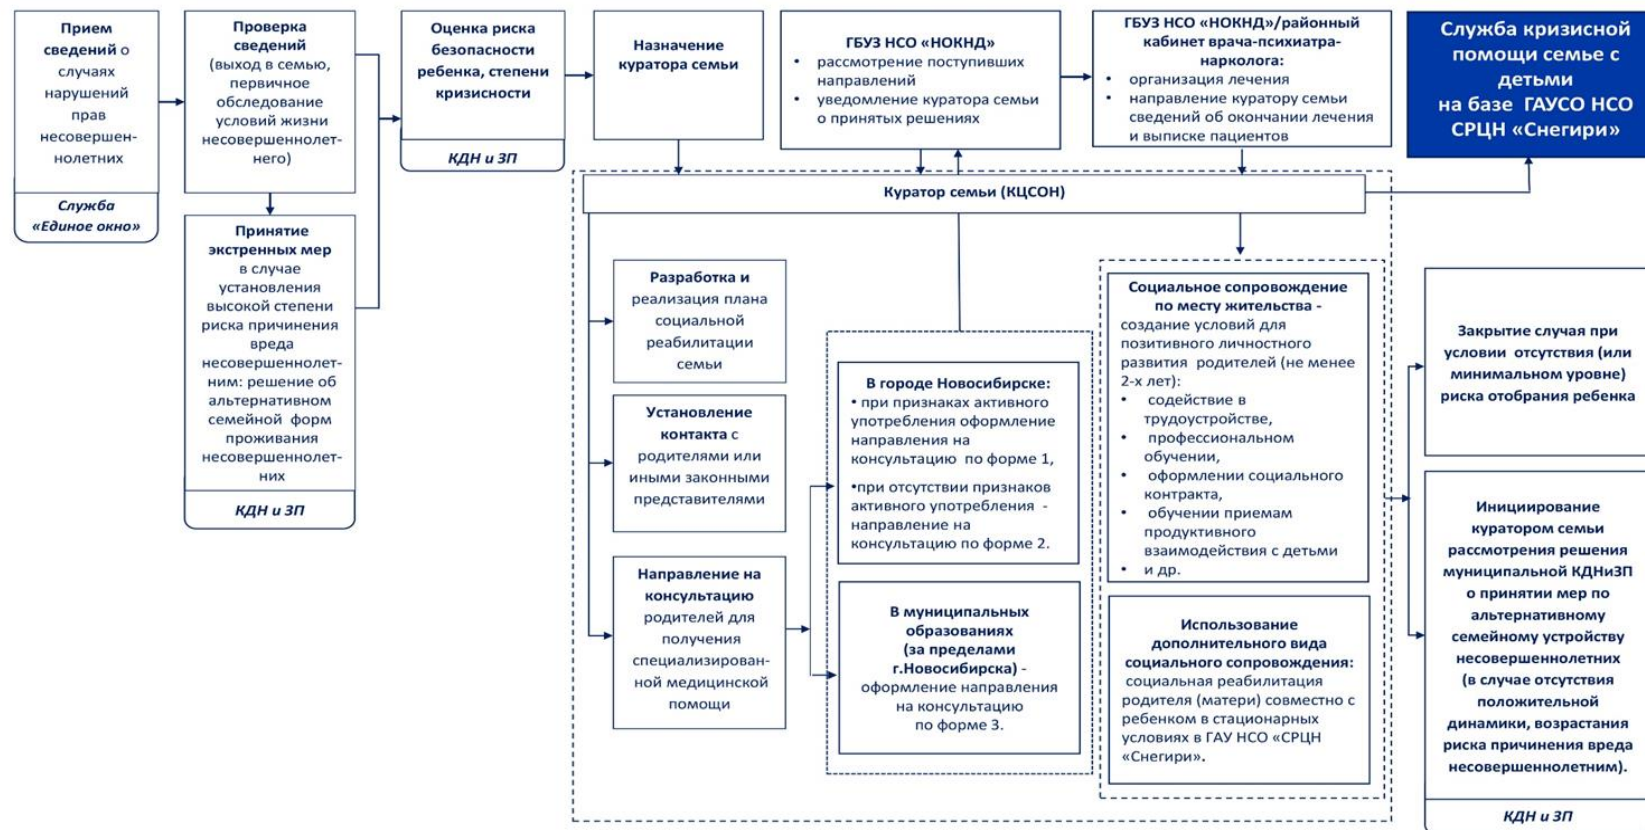 Прием
сведений о
случаях
нарушений
прав
несовершен-
нолетних
Служба
«Единое окно»
Проверка
сведений
(выход в семью,
первичное
обследование
условий жизни
несовершеннолет-
него)
Принятие
экстренных мер
в случае
установления
высокой степени
риска причинения
вреда
несовершеннолет-
ним: решение об
альтернативном
семейной форм
проживания
несовершеннолет-
них
КДН и ЗП
Оценка риска
безопасности
ребенка, степени
кризисности
КДН и ЗП
Назначение
куратора семьи
ГБУЗ НСО «НОКНД»
• рассмотрение поступивших
направлений
• уведомление куратора семьи
о принятых решениях
ГБУЗ НСО «НОКНД»/районный
кабинет врача-психиатра-
нарколога:
• организация лечения
• направление куратору семьи
сведений об окончании лечения
и выписке пациентов
Служба кризисной
помощи семье с
детьми
на базе ГАУСО НСО
СРЦН «Снегири»
Куратор семьи (КЦСОН)
Разработка и
реализация плана
социальной
реабилитации
семьи
Установление
контакта с
родителями или
иными законными
представителями
Направление на
консультацию
родителей для
получения
специализирован-
ной медицинской
помощи
В городе Новосибирске:
• при признаках активного
употребления оформление
направления на
консультацию по форме 1,
•при отсутствии признаков
активного употребления -
направление на
консультацию по форме 2.
В муниципальных
образованиях
(за пределами
г.Новосибирска) -
оформление направления
на консультацию
по форме 3.
Социальное сопровождение
по месту жительства -
создание условий для
позитивного личностного
развития родителей (не менее
2-х лет):
• содействие в
трудоустройстве,
• профессиональном
обучении,
• оформлении социального
контракта,
• обучении приемам
продуктивного
взаимодействия с детьми
• и др.
Использование
дополнительного вида
социального сопровождения:
социальная реабилитация
родителя (матери) совместно с
ребенком в стационарных
условиях в ГАУ НСО «СРЦН
«Снегири».
Закрытие случая при
условии отсутствия (или
минимальном уровне)
риска отобрания ребенка
Инициирование
куратором семьи
рассмотрения решения
муниципальной КДНиЗП
о принятии мер по
альтернативному
семейному устройству
несовершеннолетних
(в случае отсутствия
положительной
динамики, возрастания
риска причинения вреда
несовершеннолетним).
КДН и ЗП